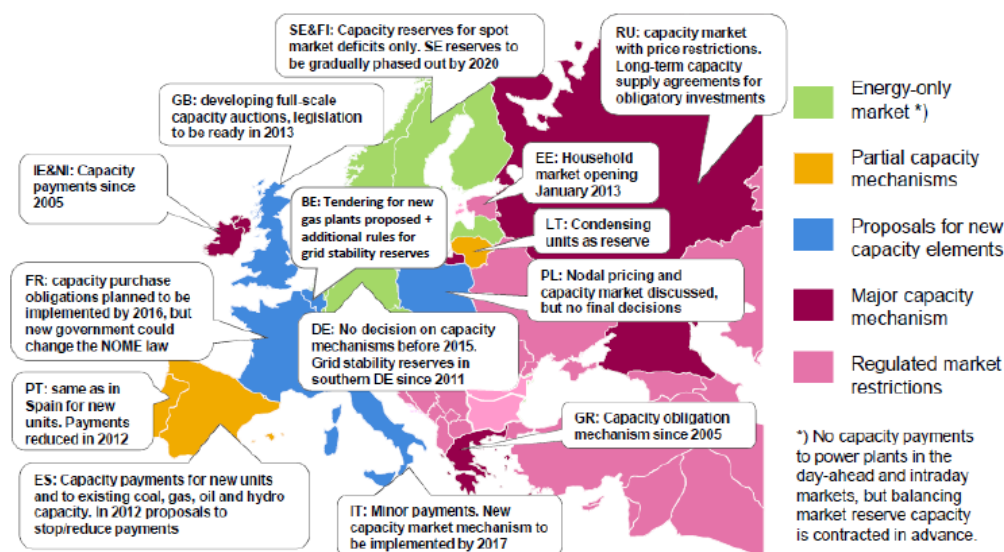 SE&FI: Capacity reserves for spot
market deficits only. SE reserves to
be gradually phased out by 2020
RU: capacity market
with price restrictions.
Long-term capacity
supply agreements for
obligatory investments
GB: developing full-scale
capacity auctions, legislation
to be ready in 2013
IE&NI: Capacity
payments since
2005
EE: Household
market opening
January 2013
BE: Tendering for new
gas plants proposed +
additional rules for
grid stability reserves
LT: Condensing
units as reserve
FR: capacity purchase
obligations planned to be
implemented by 2016, but
new government could
change the NOME law
PL: Nodal pricing and
capacity market discussed,
but no final decisions
DE: No decision on capacity
mechanisms before 2015.
Grid stability reserves in
southern DE since 2011
PT: same as in
Spain for new
units. Payments
reduced in 2012
GR: Capacity obligation
mechanism since 2005
ES: Capacity payments for new units
and to existing coal, gas, oil and hydro
capacity. In 2012 proposals to
stop/reduce payments
IT: Minor payments. New
capacity market mechanism to
be implemented by 2017
Energy-only
market *)
Partial capacity
mechanisms
Proposals for new
capacity elements
Major capacity
mechanism
Regulated market
restrictions
*) No capacity payments
to power plants in the
day-ahead and intraday
markets, but balancing
market reserve capacity
is contracted in advance.